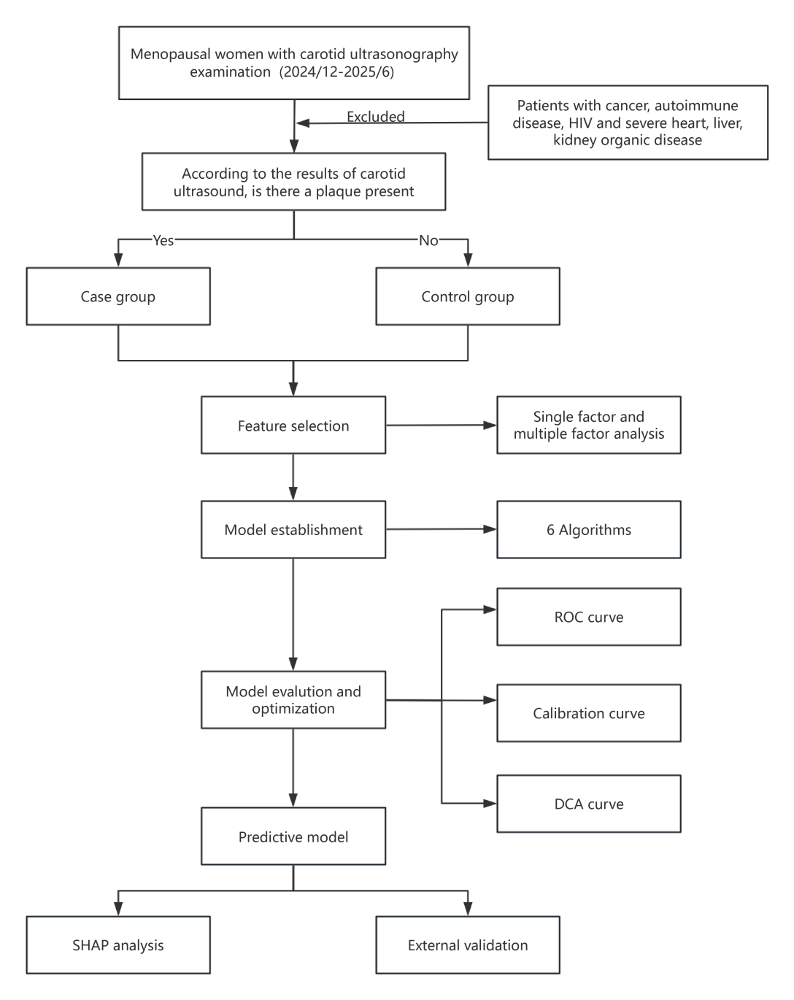 Menopausal women with carotid ultrasonography
examination  (2024/12-2025/6)
Excluded
Patients with cancer, autoimmune
disease, HIV and severe heart, liver,
kidney organic disease
According to the results of carotid
ultrasound, is there a plaque present
Yes
No
Case group
Control group
Feature selection
Single factor and
multiple factor analysis
Model establishment
6 Algorithms
ROC curve
Model evalution and
optimization
Calibration curve
DCA curve
Predictive model
SHAP analysis
External validation